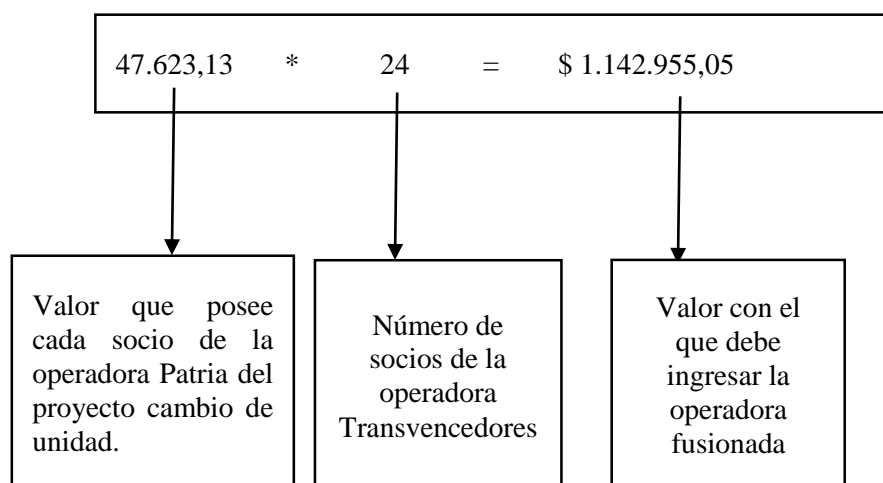 47.623,13 * 24 = $ 1.142.955,05
Valor que posee
cada socio de la
operadora Patria del
proyecto cambio de
unidad.
Número de
socios de la
operadora
Transvencedores
Valor con el
que debe
ingresar la
operadora
fusionada